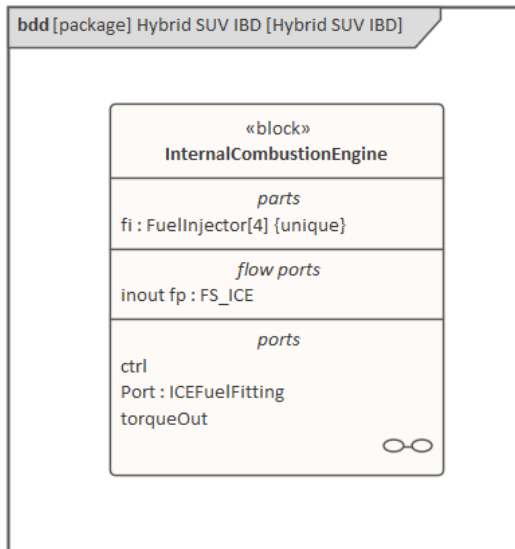 bdd [package] Hybrid SUV IBD [Hybrid SUV IBD]
«block»
InternalCombustionEngine
parts
fi : FuelInjector[4] {unique}
flow ports
inout fp : FS_ICE
ports
ctrl
Port : ICEFuelFitting
torqueOut